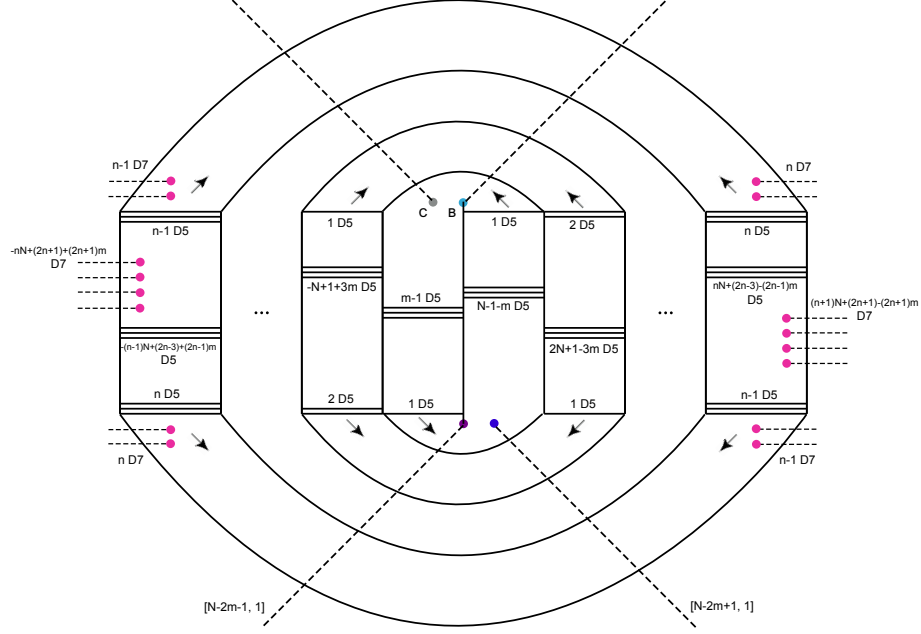 n-1 D7
n D7
C
B
n-1 D5
1 D5
1 D5
2 D5
n D5
-nN+(2n+1)+(2n+1)m
D7
-N+1+3m D5
m-1 D5
N-1-m D5
nN+(2n-3)-(2n-1)m
D5
(n+1)N+(2n+1)-(2n+1)m
D7
...
...
-(n-1)N+(2n-3)+(2n-1)m
D5
2N+1-3m D5
n D5
2 D5
1 D5
1 D5
n-1 D5
n D7
n-1 D7
[N-2m-1, 1]
[N-2m+1, 1]